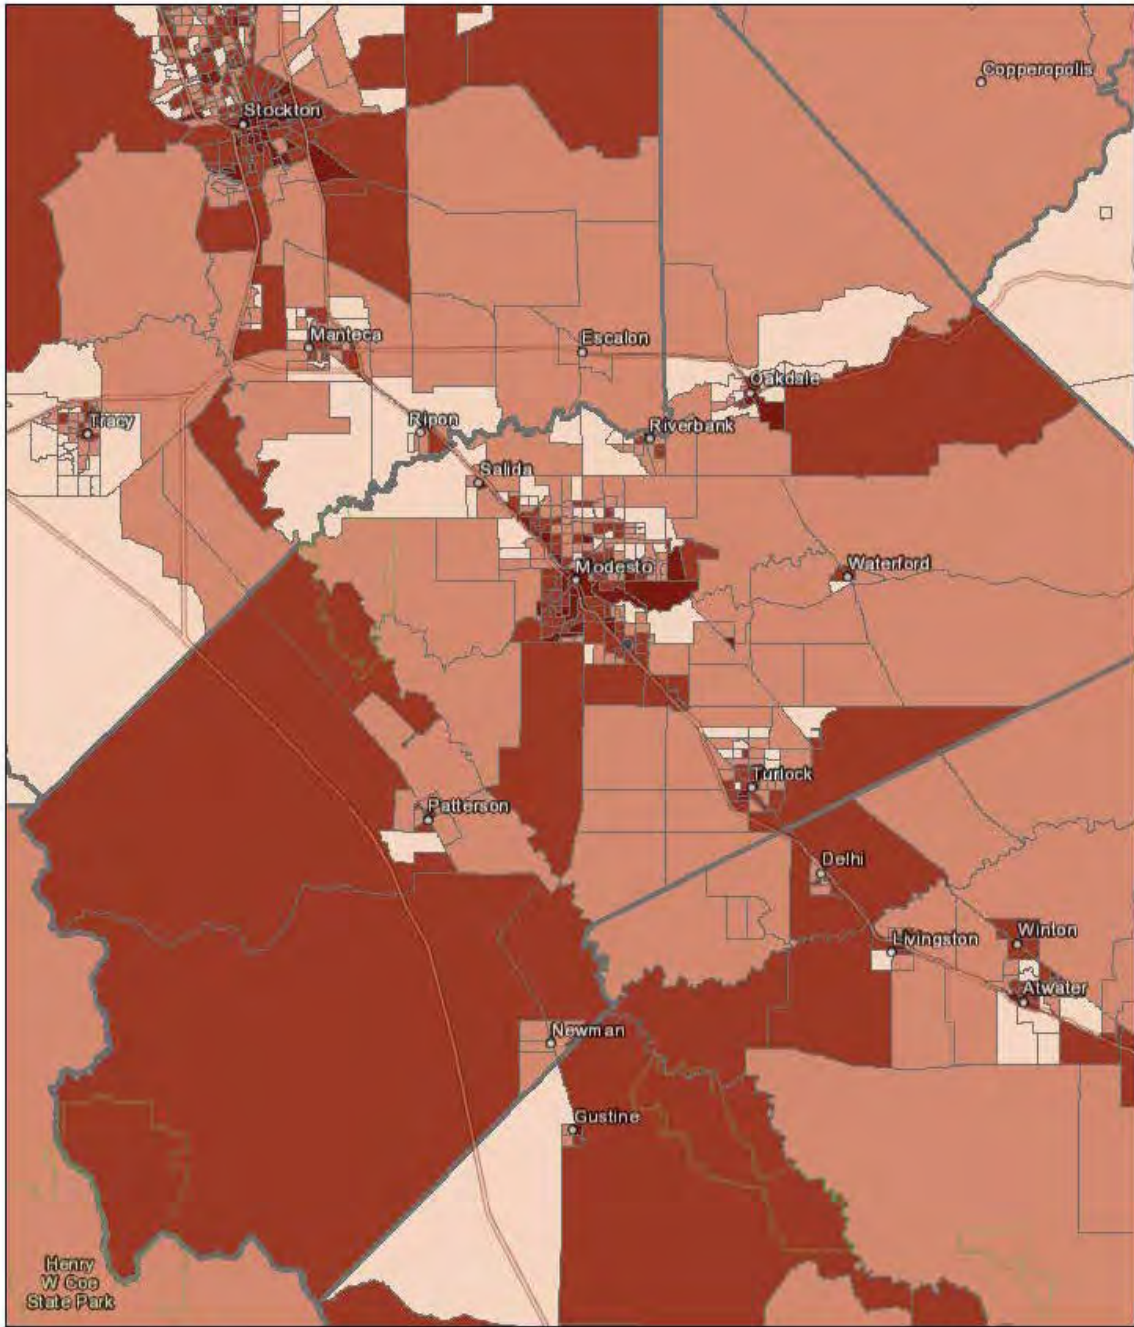 Copperopolis
Stockton
Manteca
Escalon
Oakdale
Tracy
Ripon
Riverbank
Salida
Modesto
Waterford
Turlock
Patterson
Delhi
Winton
Livingston
Atwater
Newman
Gustine
Henry
W Coe
State Park